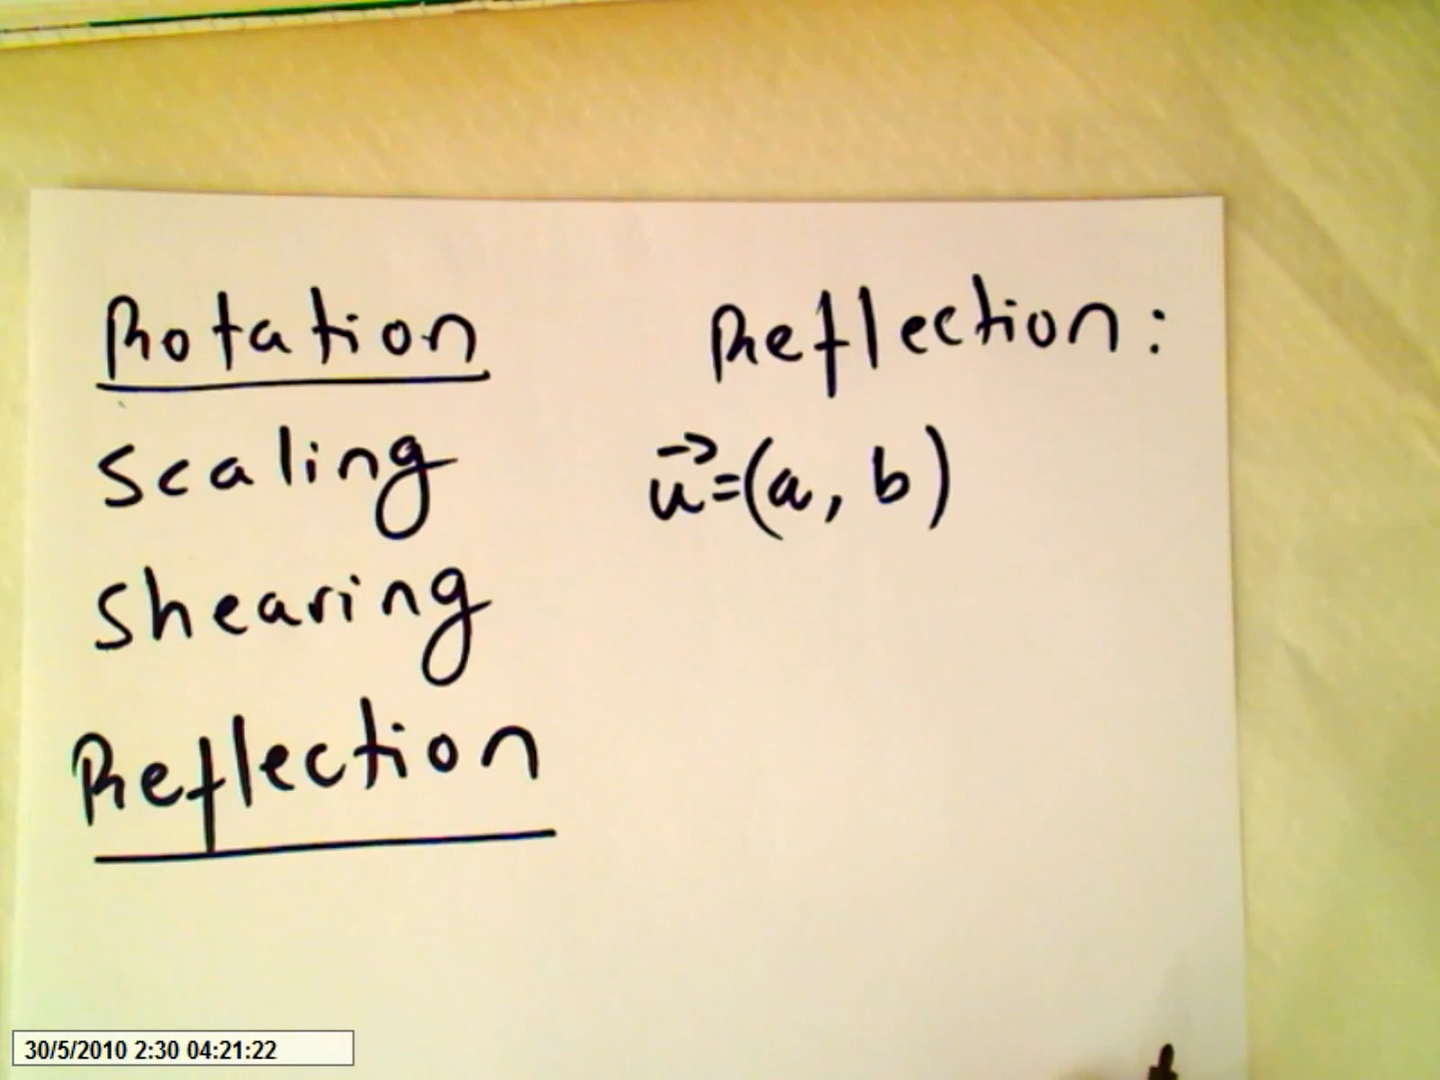 Rotation
Scaling
Shearing
Reflection
Reflection:
u⃗=(a, b)
30/5/2010 2:30 04:21:22